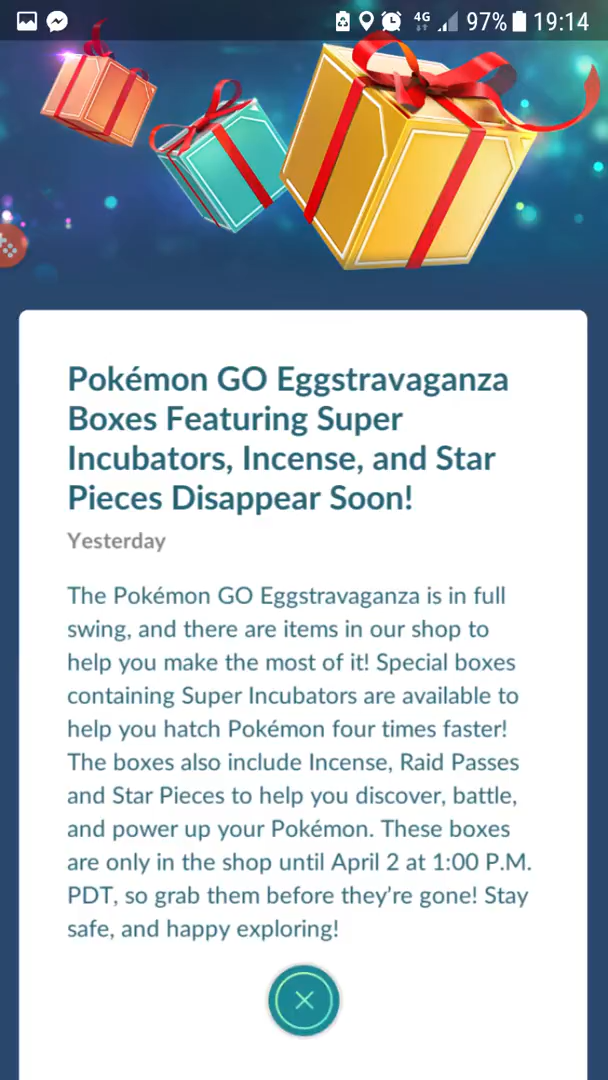 4G 97% 19:14
Pokémon GO Eggstravaganza
Boxes Featuring Super
Incubators, Incense, and Star
Pieces Disappear Soon!
Yesterday
The Pokémon GO Eggstravaganza is in full
swing, and there are items in our shop to
help you make the most of it! Special boxes
containing Super Incubators are available to
help you hatch Pokémon four times faster!
The boxes also include Incense, Raid Passes
and Star Pieces to help you discover, battle,
and power up your Pokémon. These boxes
are only in the shop until April 2 at 1:00 P.M.
PDT, so grab them before they're gone! Stay
safe, and happy exploring!